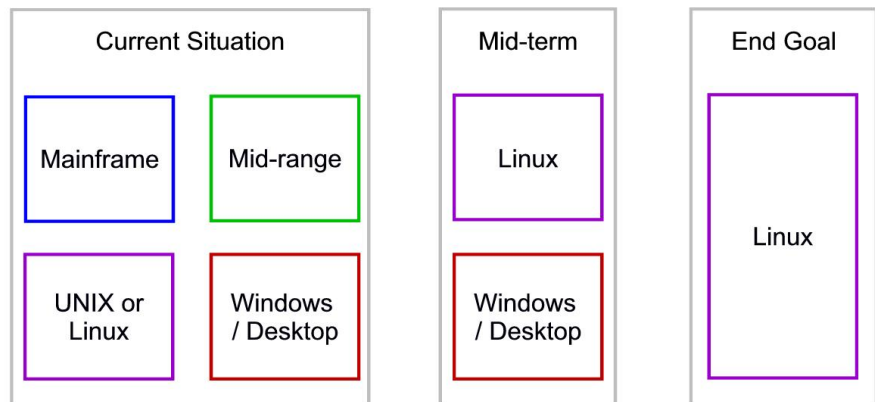 Current Situation
Mainframe
Mid-range
UNIX or
Linux
Windows
/ Desktop
Mid-term
Linux
Windows
/ Desktop
End Goal
Linux